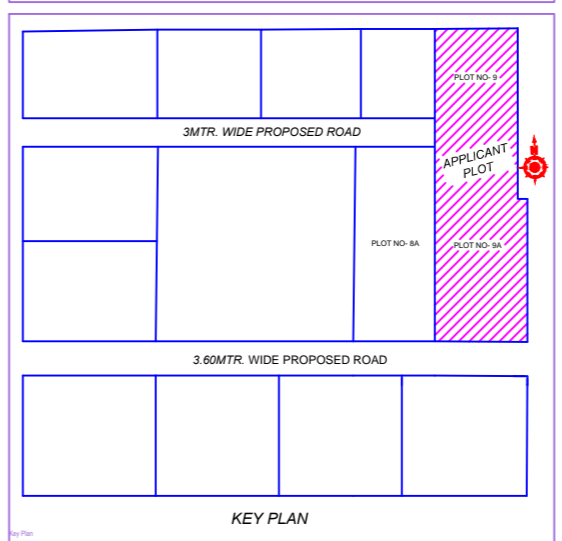 PLOT NO- 9
3MTR. WIDE PROPOSED ROAD
APPLICANT
PLOT
N
PLOT NO- 8A
PLOT NO- 9A
3.60MTR. WIDE PROPOSED ROAD
KEY PLAN
Key Plan